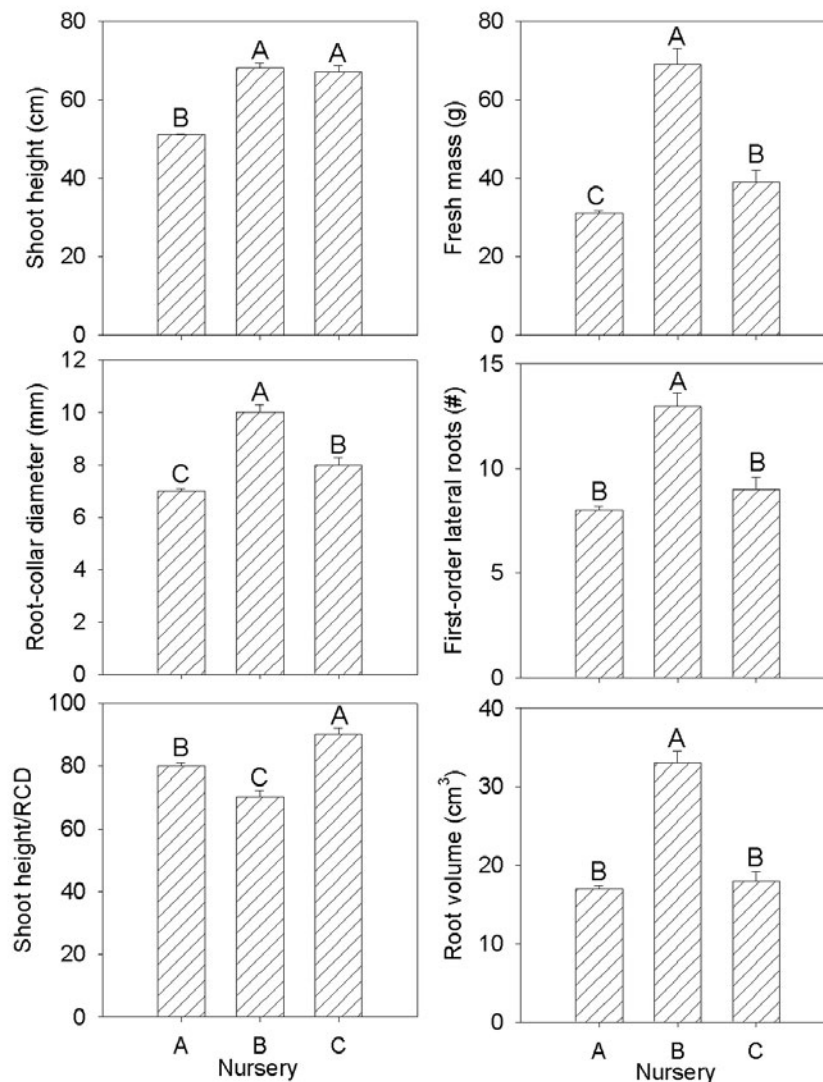 Shoot height (cm)
80
60
40
20
0
B
A
A
Fresh mass (g)
80
60
40
20
0
C
A
B
Root-collar diameter (mm)
12
10
8
6
4
2
0
C
A
B
First-order lateral roots (#)
15
10
5
0
B
A
B
Shoot height/RCD
100
80
60
40
20
0
B
C
A
A B C
Nursery
Root volume (cm³)
40
30
20
10
0
B
A
B
A B C
Nursery